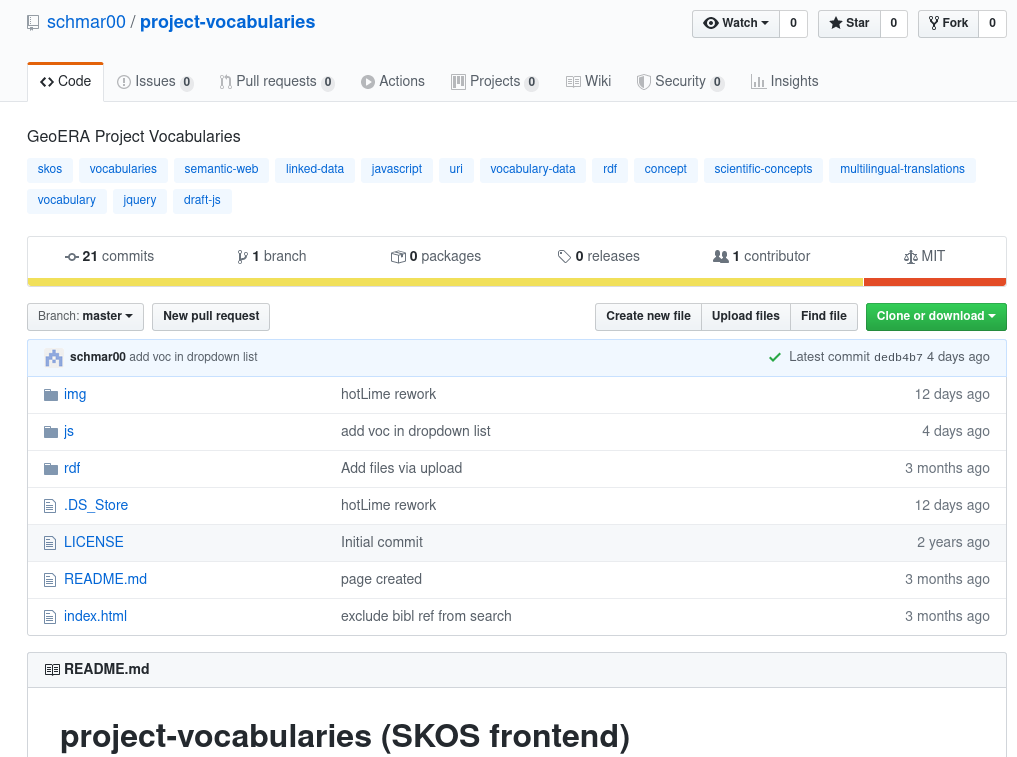 schmar00 / project-vocabularies Watch 0 Star 0 Fork 0
Code Issues 0 Pull requests 0 Actions Projects 0 Wiki Security 0 Insights
GeoERA Project Vocabularies
skos vocabularies semantic-web linked-data javascript uri vocabulary-data rdf concept scientific-concepts multilingual-translations
vocabulary jquery draft-js
21 commits 1 branch 0 packages 0 releases 1 contributor MIT
Branch: master New pull request Create new file Upload files Find file Clone or download
schmar00 add voc in dropdown list Latest commit dedb4b7 4 days ago
img hotLime rework 12 days ago
js add voc in dropdown list 4 days ago
rdf Add files via upload 3 months ago
.DS_Store hotLime rework 12 days ago
LICENSE Initial commit 2 years ago
README.md page created 3 months ago
index.html exclude bibl ref from search 3 months ago
README.md
project-vocabularies (SKOS frontend)